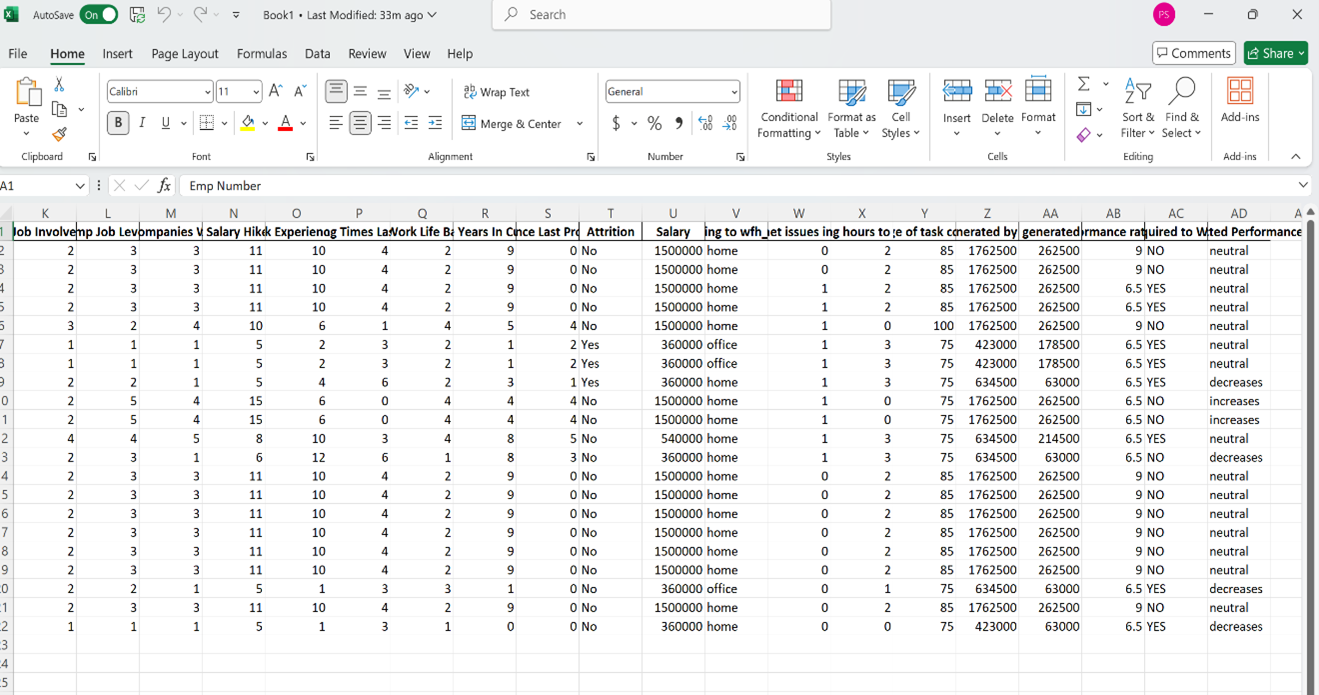 AutoSave On Book1 • Last Modified: 33m ago Search PS
File Home Insert Page Layout Formulas Data Review View Help Comments Share
Paste Calibri 11 A A Wrap Text General Conditional Formatting Format as Table Cell Styles Insert Delete Format Sort & Filter Find & Select Add-ins
B I U A Merge & Center $ % 9 .00 .00
Clipboard Font Alignment Number Styles Cells Editing Add-ins
A1 fx Emp Number
K L M N O P Q R S T U V W X Y Z AA AB AC AD A
1 Job Involve mp Job Lev ompanies Salary Hike k Experien g Times La Work Life Ba Years In Cu nce Last Pro Attrition Salary ing to wfh_ et issues ing hours to e of task co nerated by generated rmance rat quired to W ted Performance
2 2 3 3 11 10 4 2 9 0 No 1500000 home 0 2 85 1762500 262500 9 NO neutral
3 2 3 3 11 10 4 2 9 0 No 1500000 home 0 2 85 1762500 262500 9 NO neutral
4 2 3 3 11 10 4 2 9 0 No 1500000 home 1 2 85 1762500 262500 6.5 YES neutral
5 2 3 3 11 10 4 2 9 0 No 1500000 home 1 2 85 1762500 262500 6.5 YES neutral
6 3 2 4 10 6 1 4 5 4 No 1500000 home 1 0 100 1762500 262500 9 NO neutral
7 1 1 1 5 2 3 2 1 2 Yes 360000 office 1 3 75 423000 178500 6.5 YES neutral
8 1 1 1 5 2 3 2 1 2 Yes 360000 office 1 3 75 423000 178500 6.5 YES neutral
9 2 2 1 5 4 6 2 3 1 Yes 360000 home 1 3 75 634500 63000 6.5 YES decreases
0 2 5 4 15 6 0 4 4 4 No 1500000 home 1 0 75 1762500 262500 6.5 NO increases
1 2 5 4 15 6 0 4 4 4 No 1500000 home 1 0 75 1762500 262500 6.5 NO increases
2 4 4 5 8 10 3 4 8 5 No 540000 home 1 3 75 634500 214500 6.5 YES neutral
3 2 3 1 6 12 6 1 8 3 No 360000 home 1 3 75 634500 63000 6.5 NO decreases
4 2 3 3 11 10 4 2 9 0 No 1500000 home 0 2 85 1762500 262500 9 NO neutral
5 2 3 3 11 10 4 2 9 0 No 1500000 home 0 2 85 1762500 262500 9 NO neutral
6 2 3 3 11 10 4 2 9 0 No 1500000 home 0 2 85 1762500 262500 9 NO neutral
7 2 3 3 11 10 4 2 9 0 No 1500000 home 0 2 85 1762500 262500 9 NO neutral
8 2 3 3 11 10 4 2 9 0 No 1500000 home 0 2 85 1762500 262500 9 NO neutral
9 2 3 3 11 10 4 2 9 0 No 1500000 home 0 2 85 1762500 262500 9 NO neutral
0 2 2 1 5 1 3 3 1 0 No 360000 office 0 1 75 634500 63000 6.5 YES decreases
1 2 3 3 11 10 4 2 9 0 No 1500000 home 0 2 85 1762500 262500 9 NO neutral
2 1 1 1 5 1 3 1 0 0 No 360000 home 0 0 75 423000 63000 6.5 YES decreases
3
4
5